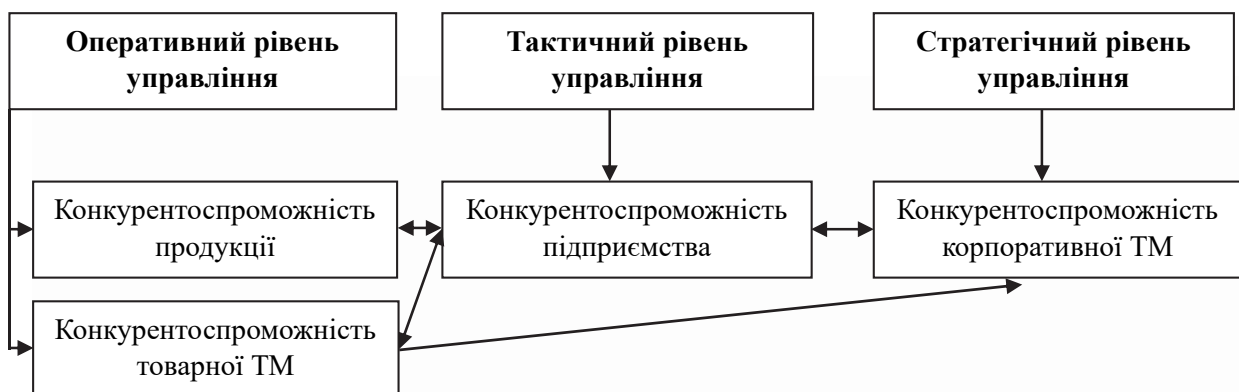 Оперативний рівень
управління
Тактичний рівень
управління
Стратегічний рівень
управління
Конкурентоспроможність
продукції
Конкурентоспроможність
підприємства
Конкурентоспроможність
корпоративної ТМ
Конкурентоспроможність
товарної ТМ